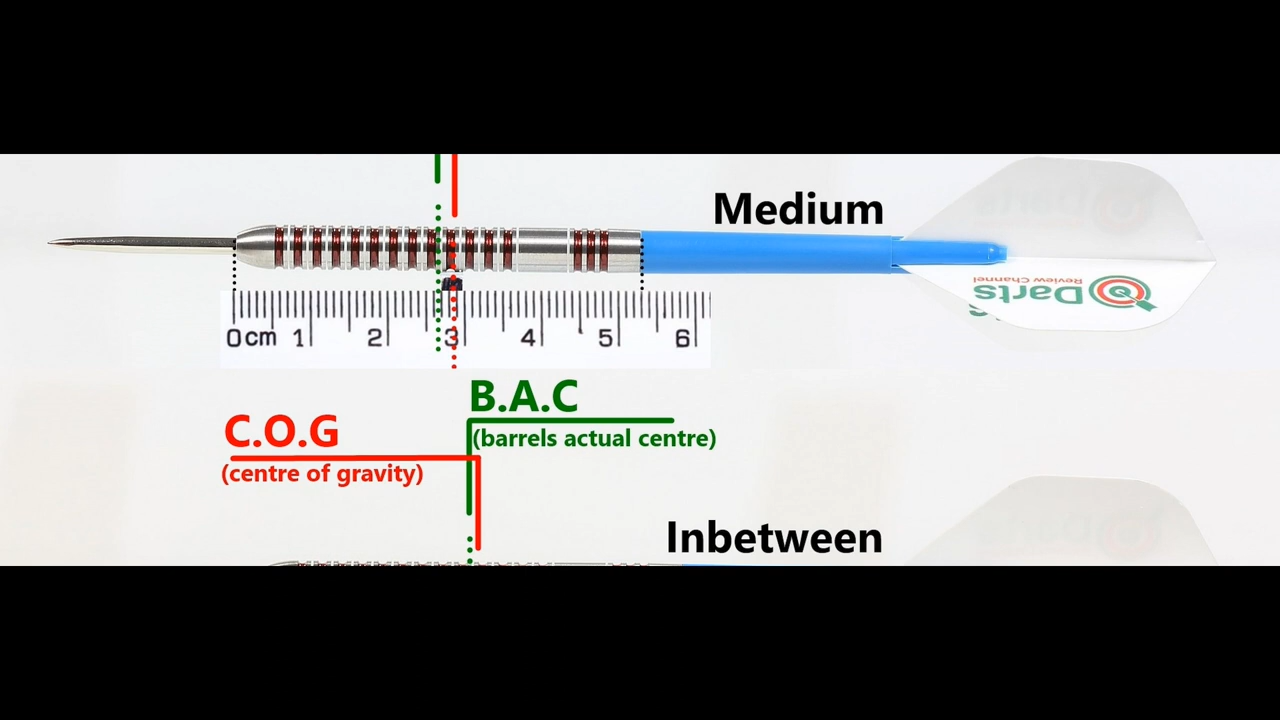 Medium
Darts
Review Channel
0cm 1 2 3 4 5 6
B.A.C
C.O.G
(barrels actual centre)
(centre of gravity)
Inbetween